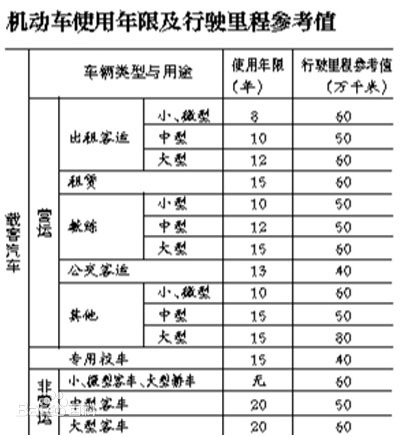 机动车使用年限及行驶里程参考值
车辆类型与用途 使用年限(年) 行驶里程参考值(万千米)
载客汽车 营运 出租客运 小、微型 8 60
中型 10 50
大型 12 60
租赁 15 60
教练 小型 10 50
中型 12 50
大型 15 60
公交客运 13 40
其他 小、微型 10 60
中型 15 50
大型 15 80
专用校车 15 40
非营运 小、微型客车、大型轿车 无 60
中型客车 20 50
大型客车 20 60
Bai 百科